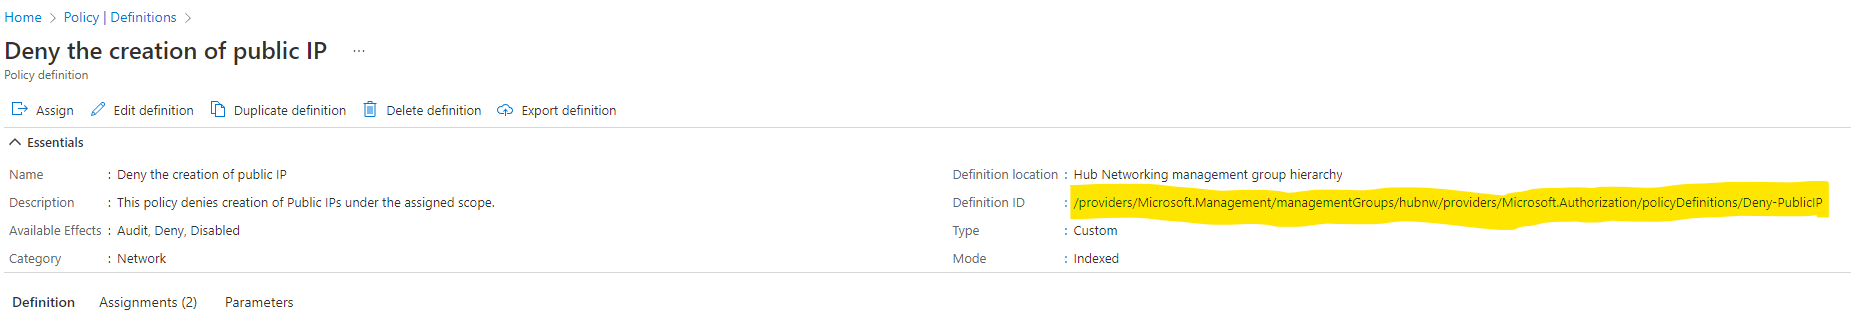 Home > Policy | Definitions >
Deny the creation of public IP ...
Policy definition
Assign Edit definition Duplicate definition Delete definition Export definition
Essentials
Name : Deny the creation of public IP
Description : This policy denies creation of Public IPs under the assigned scope.
Available Effects : Audit, Deny, Disabled
Category : Network
Definition location : Hub Networking management group hierarchy
Definition ID : /providers/Microsoft.Management/managementGroups/hubnw/providers/Microsoft.Authorization/policyDefinitions/Deny-PublicIP
Type : Custom
Mode : Indexed
Definition Assignments (2) Parameters